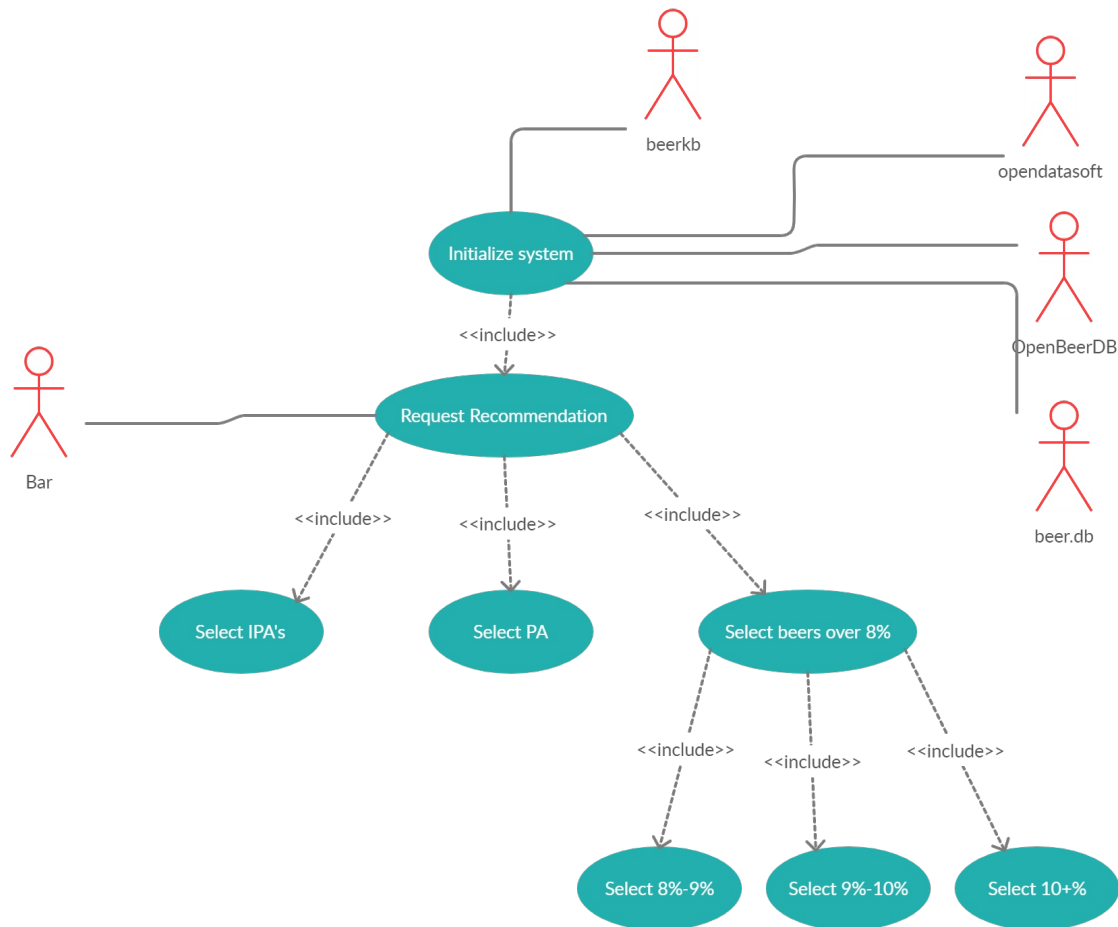 beerkb
opendatasoft
Initialize system
<<include>>
OpenBeerDB
Request Recommendation
Bar
beer.db
<<include>>
<<include>>
<<include>>
Select IPA's
Select PA
Select beers over 8%
<<include>>
<<include>>
<<include>>
Select 8%-9%
Select 9%-10%
Select 10+%